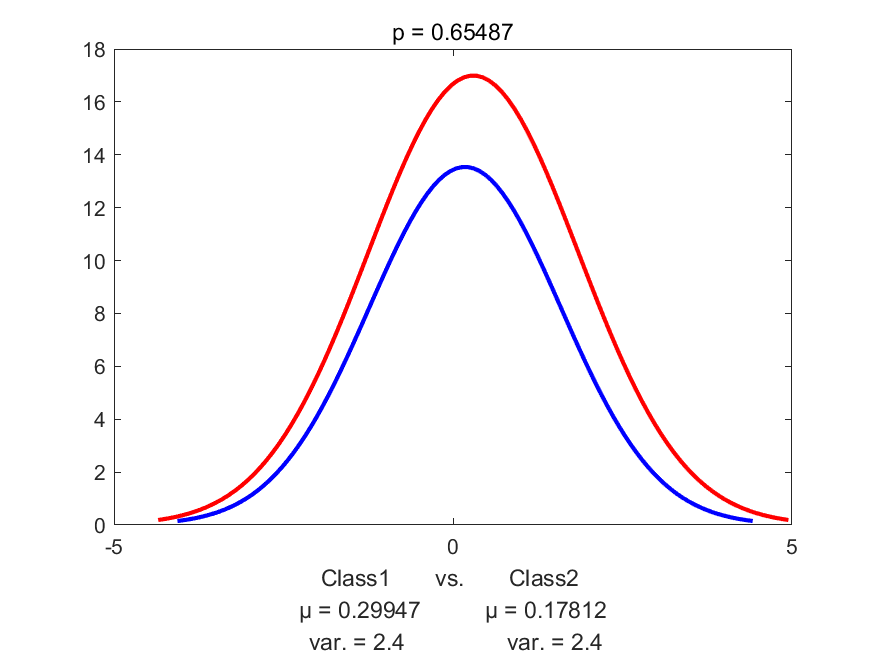 p = 0.65487
18
16
14
12
10
8
6
4
2
0
-5 0 5
Class1 vs. Class2
μ = 0.29947 μ = 0.17812
var. = 2.4 var. = 2.4